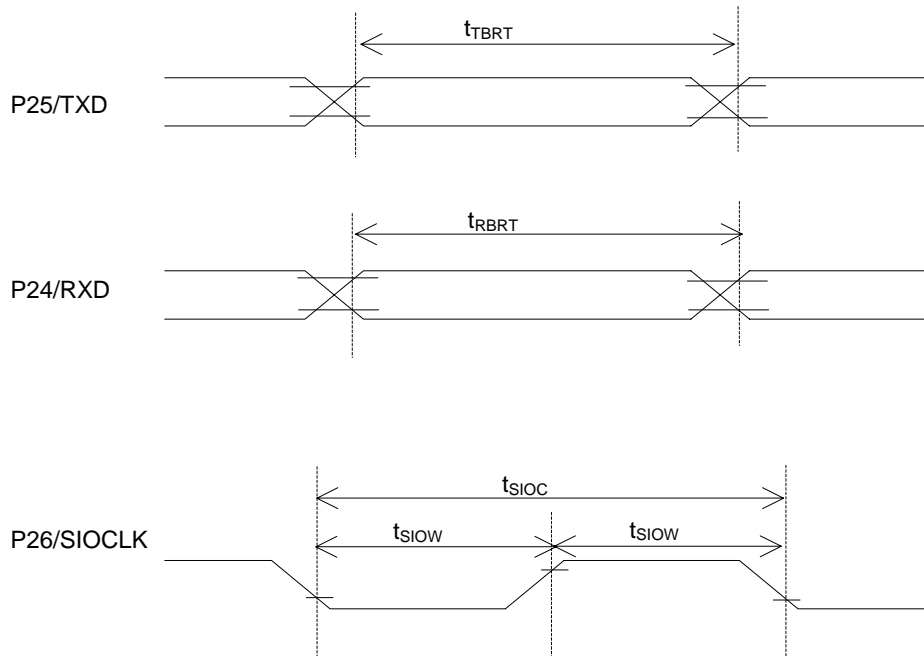 tTBRT
P25/TXD
tRBRT
P24/RXD
tSIOC
P26/SIOCLK
tSIOW
tSIOW